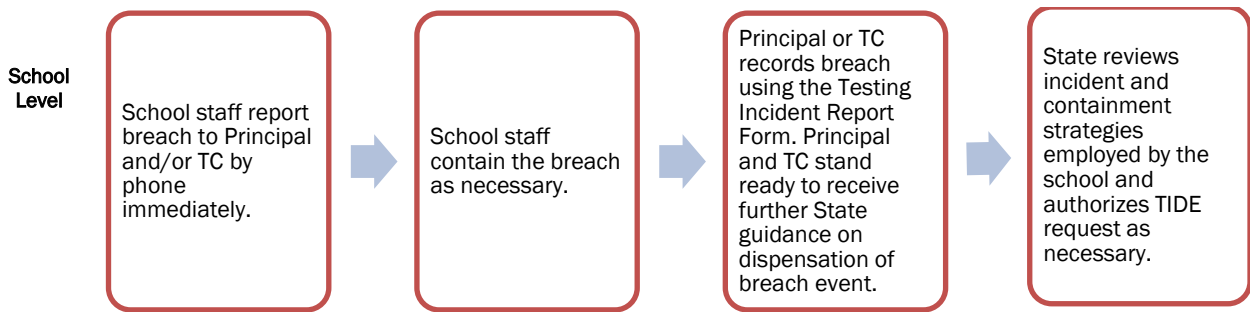 School
Level
School staff report
breach to Principal
and/or TC by
phone
immediately.
School staff
contain the breach
as necessary.
Principal or TC
records breach
using the Testing
Incident Report
Form. Principal
and TC stand
ready to receive
further State
guidance on
dispensation of
breach event.
State reviews
incident and
containment
strategies
employed by the
school and
authorizes TIDE
request as
necessary.